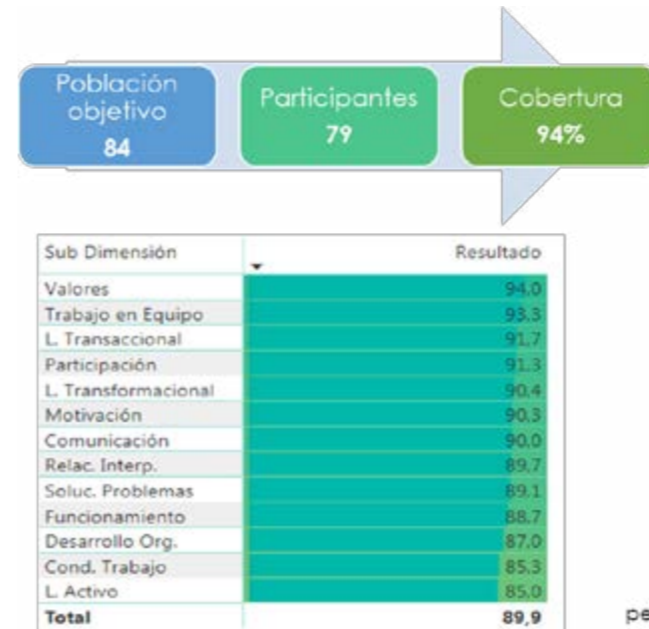 Población
objetivo
84
Participantes
79
Cobertura
94%
Sub Dimensión Resultado
Valores 94.0
Trabajo en Equipo 93.3
L. Transaccional 91.7
Participación 91.3
L. Transformacional 90.4
Motivación 90.3
Comunicación 90.0
Relac. Interp. 89.7
Soluc. Problemas 89.1
Funcionamiento 88.7
Desarrollo Org. 87.0
Cond. Trabajo 85.3
L. Activo 85.0
Total 89,9
pe